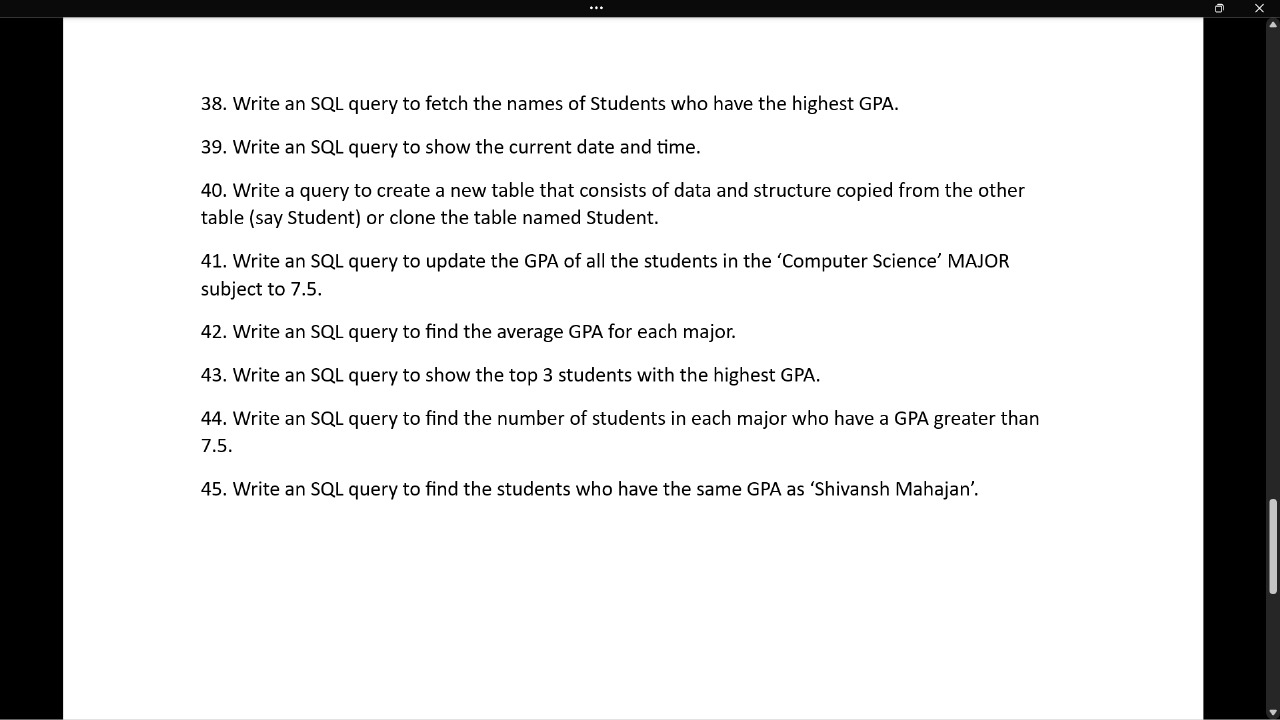 38. Write an SQL query to fetch the names of Students who have the highest GPA.
39. Write an SQL query to show the current date and time.
40. Write a query to create a new table that consists of data and structure copied from the other
table (say Student) or clone the table named Student.
41. Write an SQL query to update the GPA of all the students in the ‘Computer Science’ MAJOR
subject to 7.5.
42. Write an SQL query to find the average GPA for each major.
43. Write an SQL query to show the top 3 students with the highest GPA.
44. Write an SQL query to find the number of students in each major who have a GPA greater than
7.5.
45. Write an SQL query to find the students who have the same GPA as ‘Shivansh Mahajan’.